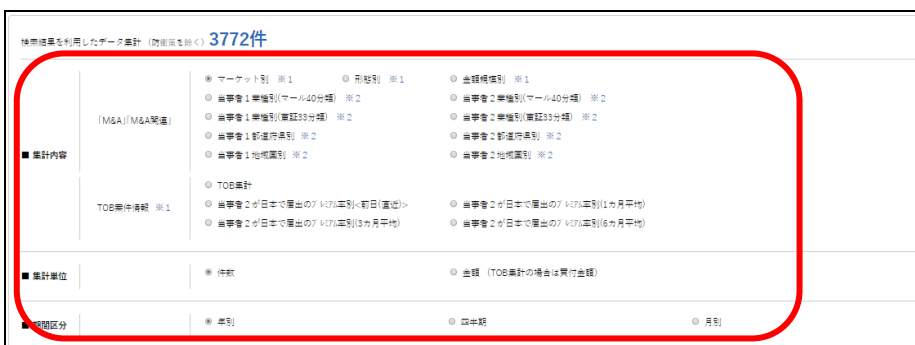 検索結果を利用したデータ集計 (防衛策を除く) 3772件
◉ マーケット別 ※1 ○ 形態別 ※1 ○ 金額規模別 ※1
○ 当事者1業種別(マール40分類) ※2 ○ 当事者2業種別(マール40分類) ※2
「M&A」「M&A関連」 ○ 当事者1業種別(東証33分類) ※2 ○ 当事者2業種別(東証33分類) ※2
○ 当事者1都道府県別 ※2 ○ 当事者2都道府県別 ※2
■ 集計内容 ○ 当事者1地域国別 ※2 ○ 当事者2地域国別 ※2
○ TOB集計
TOB案件情報 ※1 ○ 当事者2が日本で届出のプレミアム率別<前日(直近)> ○ 当事者2が日本で届出のプレミアム率別(1カ月平均)
○ 当事者2が日本で届出のプレミアム率別(3カ月平均) ○ 当事者2が日本で届出のプレミアム率別(6カ月平均)
■ 集計単位 ◉ 件数 ○ 金額 (TOB集計の場合は買付金額)
■ 期間区分 ◉ 年別 ○ 四半期 ○ 月別